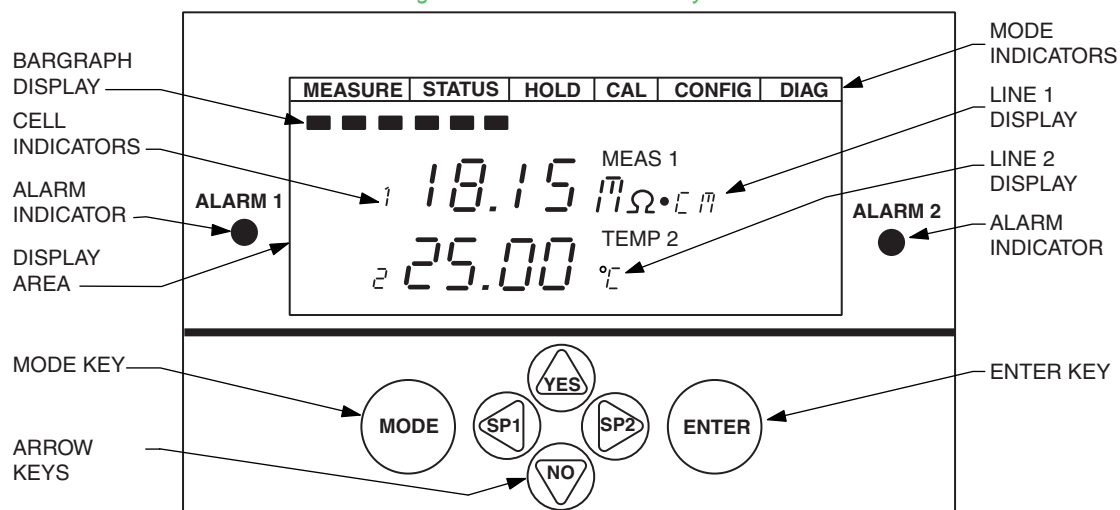 MODE
INDICATORS
BARGRAPH
DISPLAY
MEASURE STATUS HOLD CAL CONFIG DIAG
LINE 1
DISPLAY
CELL
INDICATORS
MEAS 1
1 18.15 MΩ•CM
LINE 2
DISPLAY
ALARM
INDICATOR
ALARM 1
ALARM 2
ALARM
INDICATOR
TEMP 2
2 25.00 °C
DISPLAY
AREA
MODE KEY
YES
ENTER KEY
MODE
SP1
SP2
ENTER
ARROW
KEYS
NO